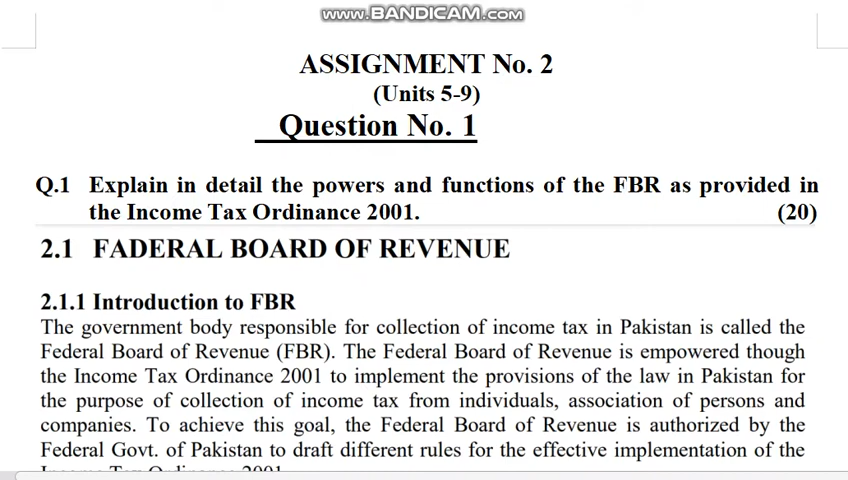 www.BANDICAM.com
ASSIGNMENT No. 2
(Units 5-9)
Question No. 1
Q.1 Explain in detail the powers and functions of the FBR as provided in
the Income Tax Ordinance 2001. (20)
2.1 FADERAL BOARD OF REVENUE
2.1.1 Introduction to FBR
The government body responsible for collection of income tax in Pakistan is called the
Federal Board of Revenue (FBR). The Federal Board of Revenue is empowered though
the Income Tax Ordinance 2001 to implement the provisions of the law in Pakistan for
the purpose of collection of income tax from individuals, association of persons and
companies. To achieve this goal, the Federal Board of Revenue is authorized by the
Federal Govt. of Pakistan to draft different rules for the effective implementation of the
Income Tax Ordinance 2001